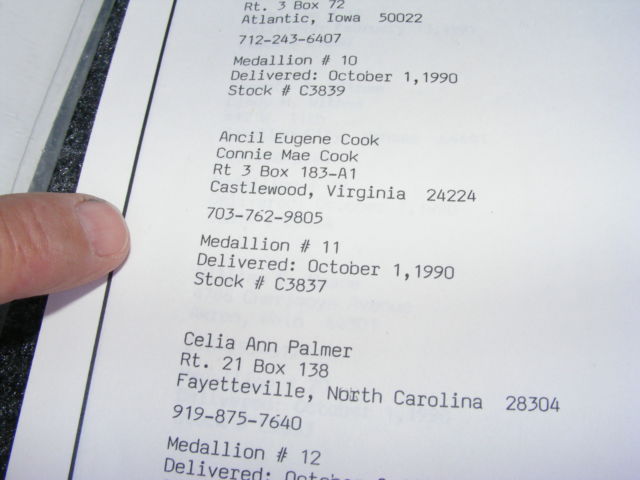 Rt. 3 Box 72
Atlantic, Iowa 50022
712-243-6407
Medallion # 10
Delivered: October 1,1990
Stock # C3839
Ancil Eugene Cook
Connie Mae Cook
Rt 3 Box 183-A1
Castlewood, Virginia 24224
703-762-9805
Medallion # 11
Delivered: October 1,1990
Stock # C3837
Celia Ann Palmer
Rt. 21 Box 138
Fayetteville, North Carolina 28304
919-875-7640
Medallion # 12
Delivered: October